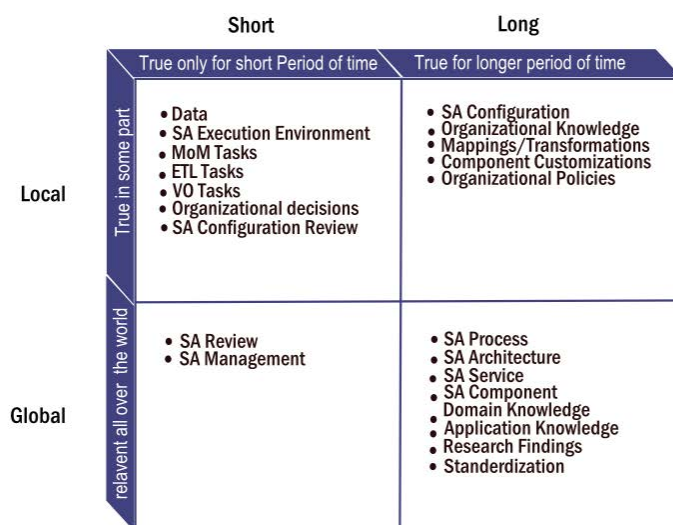 Short
Long
True only for short Period of time
True for longer period of time
Local
True in some part
• Data
• SA Execution Environment
• MoM Tasks
• ETL Tasks
• VO Tasks
• Organizational decisions
• SA Configuration Review
• SA Configuration
• Organizational Knowledge
• Mappings/Transformations
• Component Customizations
• Organizational Policies
Global
relavent all over the world
• SA Review
• SA Management
• SA Process
• SA Architecture
• SA Service
• SA Component
Domain Knowledge
• Application Knowledge
• Research Findings
• Standerdization